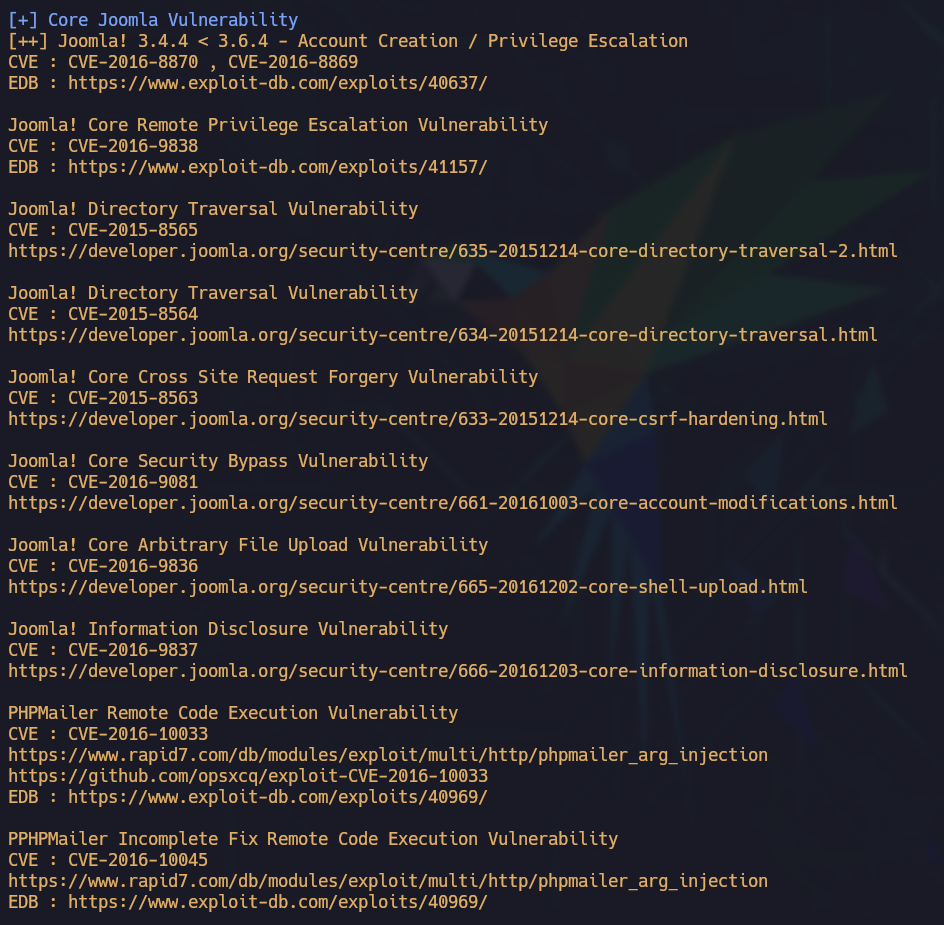 [+] Core Joomla Vulnerability
[++] Joomla! 3.4.4 < 3.6.4 - Account Creation / Privilege Escalation
CVE : CVE-2016-8870 , CVE-2016-8869
EDB : https://www.exploit-db.com/exploits/40637/
Joomla! Core Remote Privilege Escalation Vulnerability
CVE : CVE-2016-9838
EDB : https://www.exploit-db.com/exploits/41157/
Joomla! Directory Traversal Vulnerability
CVE : CVE-2015-8565
https://developer.joomla.org/security-centre/635-20151214-core-directory-traversal-2.html
Joomla! Directory Traversal Vulnerability
CVE : CVE-2015-8564
https://developer.joomla.org/security-centre/634-20151214-core-directory-traversal.html
Joomla! Core Cross Site Request Forgery Vulnerability
CVE : CVE-2015-8563
https://developer.joomla.org/security-centre/633-20151214-core-csrf-hardening.html
Joomla! Core Security Bypass Vulnerability
CVE : CVE-2016-9081
https://developer.joomla.org/security-centre/661-20161003-core-account-modifications.html
Joomla! Core Arbitrary File Upload Vulnerability
CVE : CVE-2016-9836
https://developer.joomla.org/security-centre/665-20161202-core-shell-upload.html
Joomla! Information Disclosure Vulnerability
CVE : CVE-2016-9837
https://developer.joomla.org/security-centre/666-20161203-core-information-disclosure.html
PHPMailer Remote Code Execution Vulnerability
CVE : CVE-2016-10033
https://www.rapid7.com/db/modules/exploit/multi/http/phpmailer_arg_injection
https://github.com/opsxcq/exploit-CVE-2016-10033
EDB : https://www.exploit-db.com/exploits/40969/
PPHPMailer Incomplete Fix Remote Code Execution Vulnerability
CVE : CVE-2016-10045
https://www.rapid7.com/db/modules/exploit/multi/http/phpmailer_arg_injection
EDB : https://www.exploit-db.com/exploits/40969/